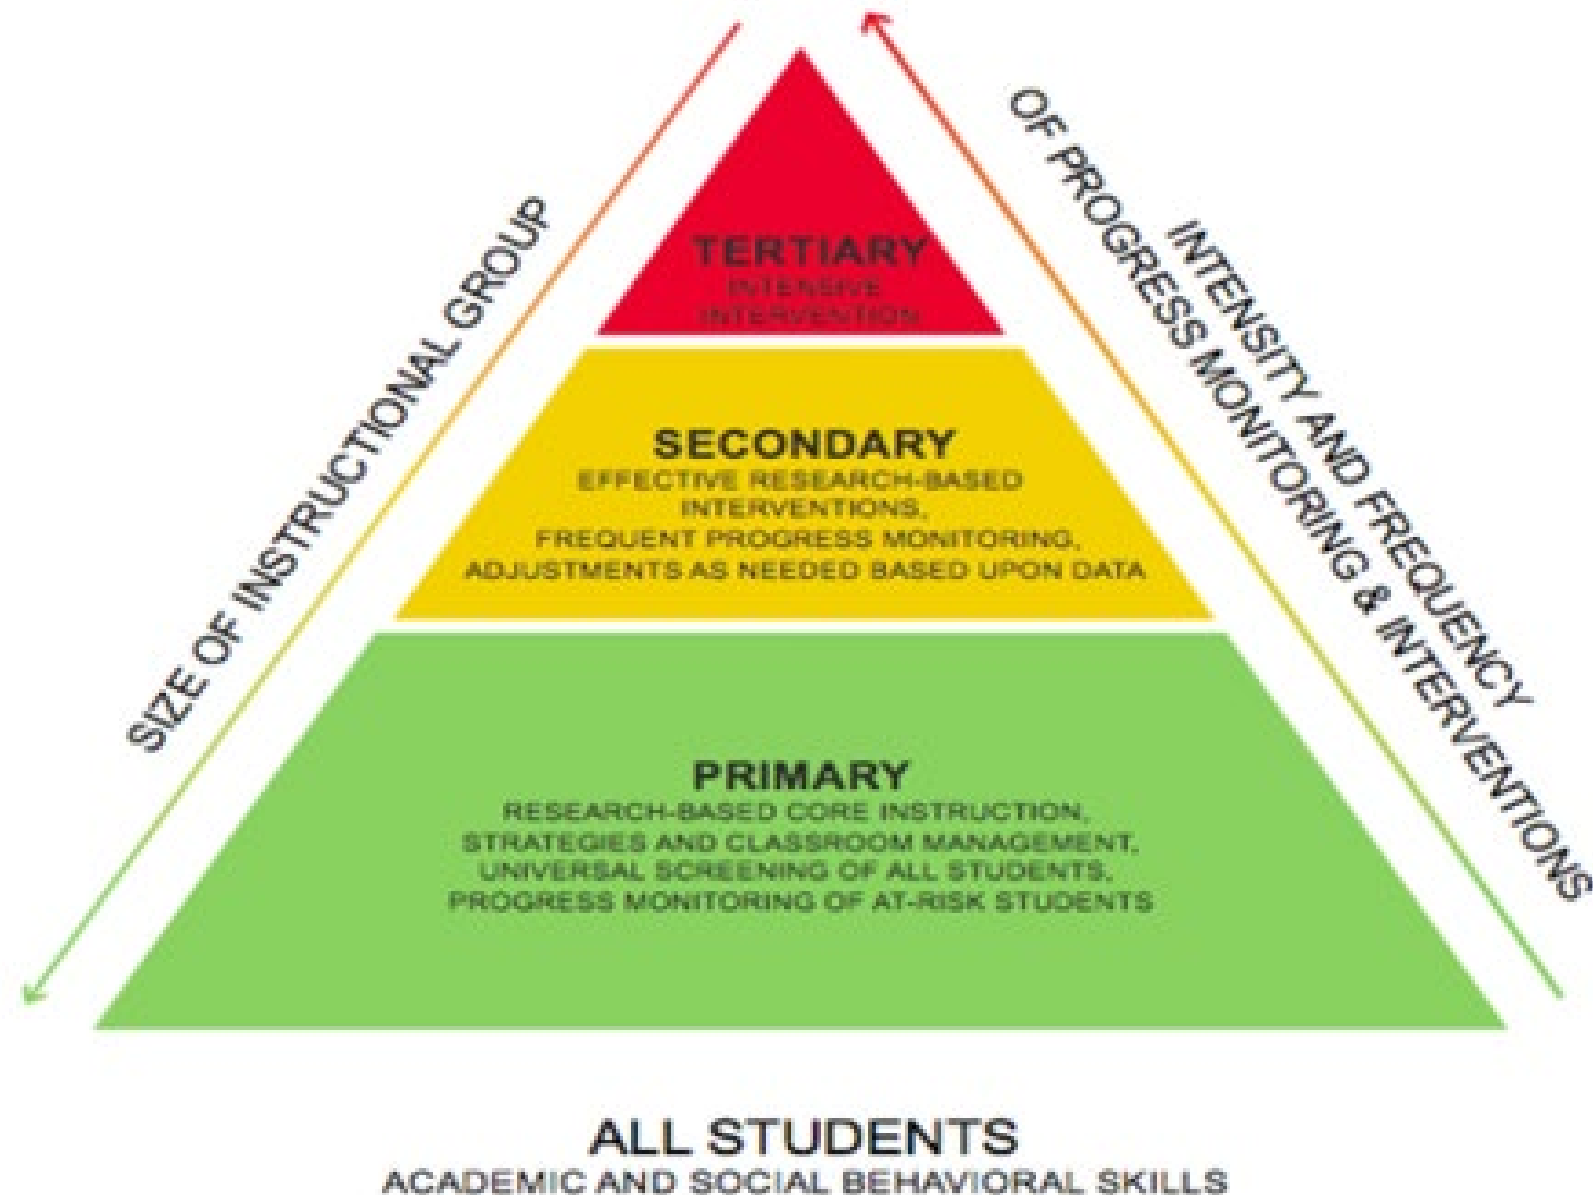 SIZE OF INSTRUCTIONAL GROUP
INTENSITY AND FREQUENCY
OF PROGRESS MONITORING & INTERVENTIONS
TERTIARY
INTENSIVE
INTERVENTION
SECONDARY
EFFECTIVE RESEARCH-BASED
INTERVENTIONS,
FREQUENT PROGRESS MONITORING,
ADJUSTMENTS AS NEEDED BASED UPON DATA
PRIMARY
RESEARCH-BASED CORE INSTRUCTION,
STRATEGIES AND CLASSROOM MANAGEMENT,
UNIVERSAL SCREENING OF ALL STUDENTS,
PROGRESS MONITORING OF AT-RISK STUDENTS
ALL STUDENTS
ACADEMIC AND SOCIAL BEHAVIORAL SKILLS